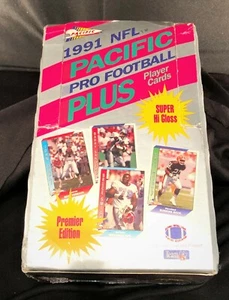 1991 NFL
PACIFIC
PRO FOOTBALL
Player
Cards
PLUS
SUPER
Hi Gloss
Premier
Edition